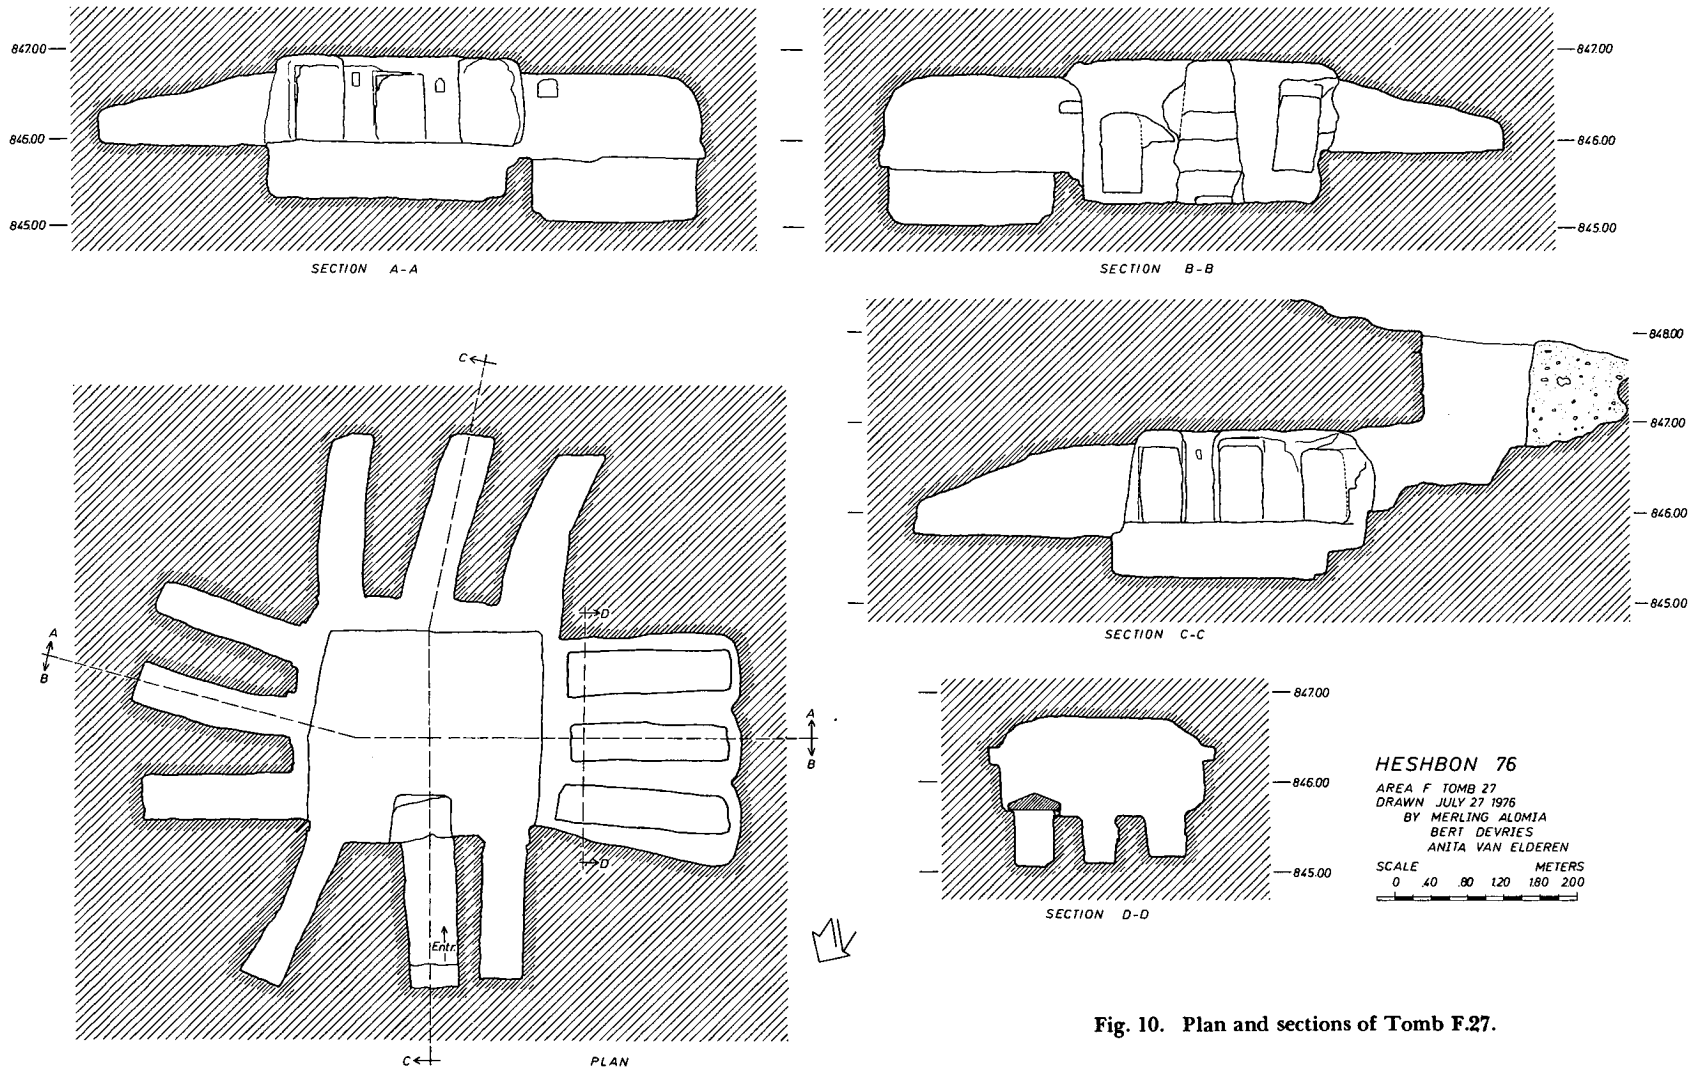 847.00
846.00
845.00
SECTION A-A
847.00
846.00
845.00
SECTION B-B
848.00
847.00
846.00
845.00
SECTION C-C
C
A
B
D
A
B
D
Entr.
C
PLAN
847.00
846.00
845.00
SECTION D-D
HESHBON 76
AREA F TOMB 27
DRAWN JULY 27 1976
BY MERLING ALOMIA
BERT DEVRIES
ANITA VAN ELDEREN
SCALE METERS
0 .40 .80 1.20 1.60 2.00
Fig. 10. Plan and sections of Tomb F.27.